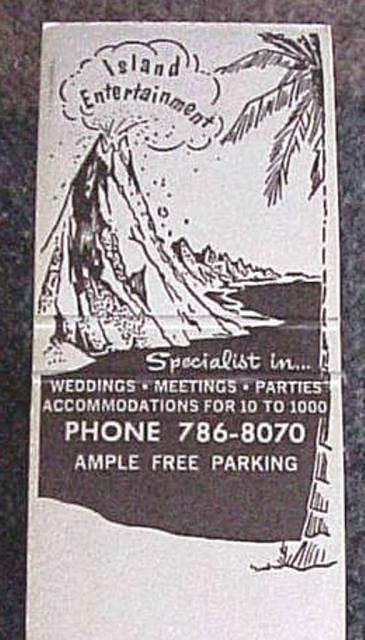 Island
Entertainment
Specialist in...
WEDDINGS • MEETINGS • PARTIES
ACCOMMODATIONS FOR 10 TO 1000
PHONE 786-8070
AMPLE FREE PARKING